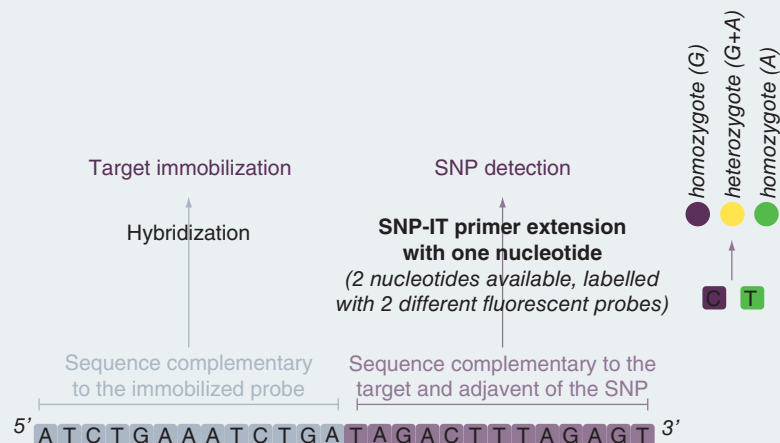 homozygote (G)
heterozygote (G+A)
homozygote (A)
Target immobilization
SNP detection
Hybridization
SNP-IT primer extension
with one nucleotide
(2 nucleotides available, labelled
with 2 different fluorescent probes)
C T
Sequence complementary
to the immobilized probe
Sequence complementary to the
target and adjavent of the SNP
5' A T C T G A A A T C T G A T A G A C T T T A G A G T 3'